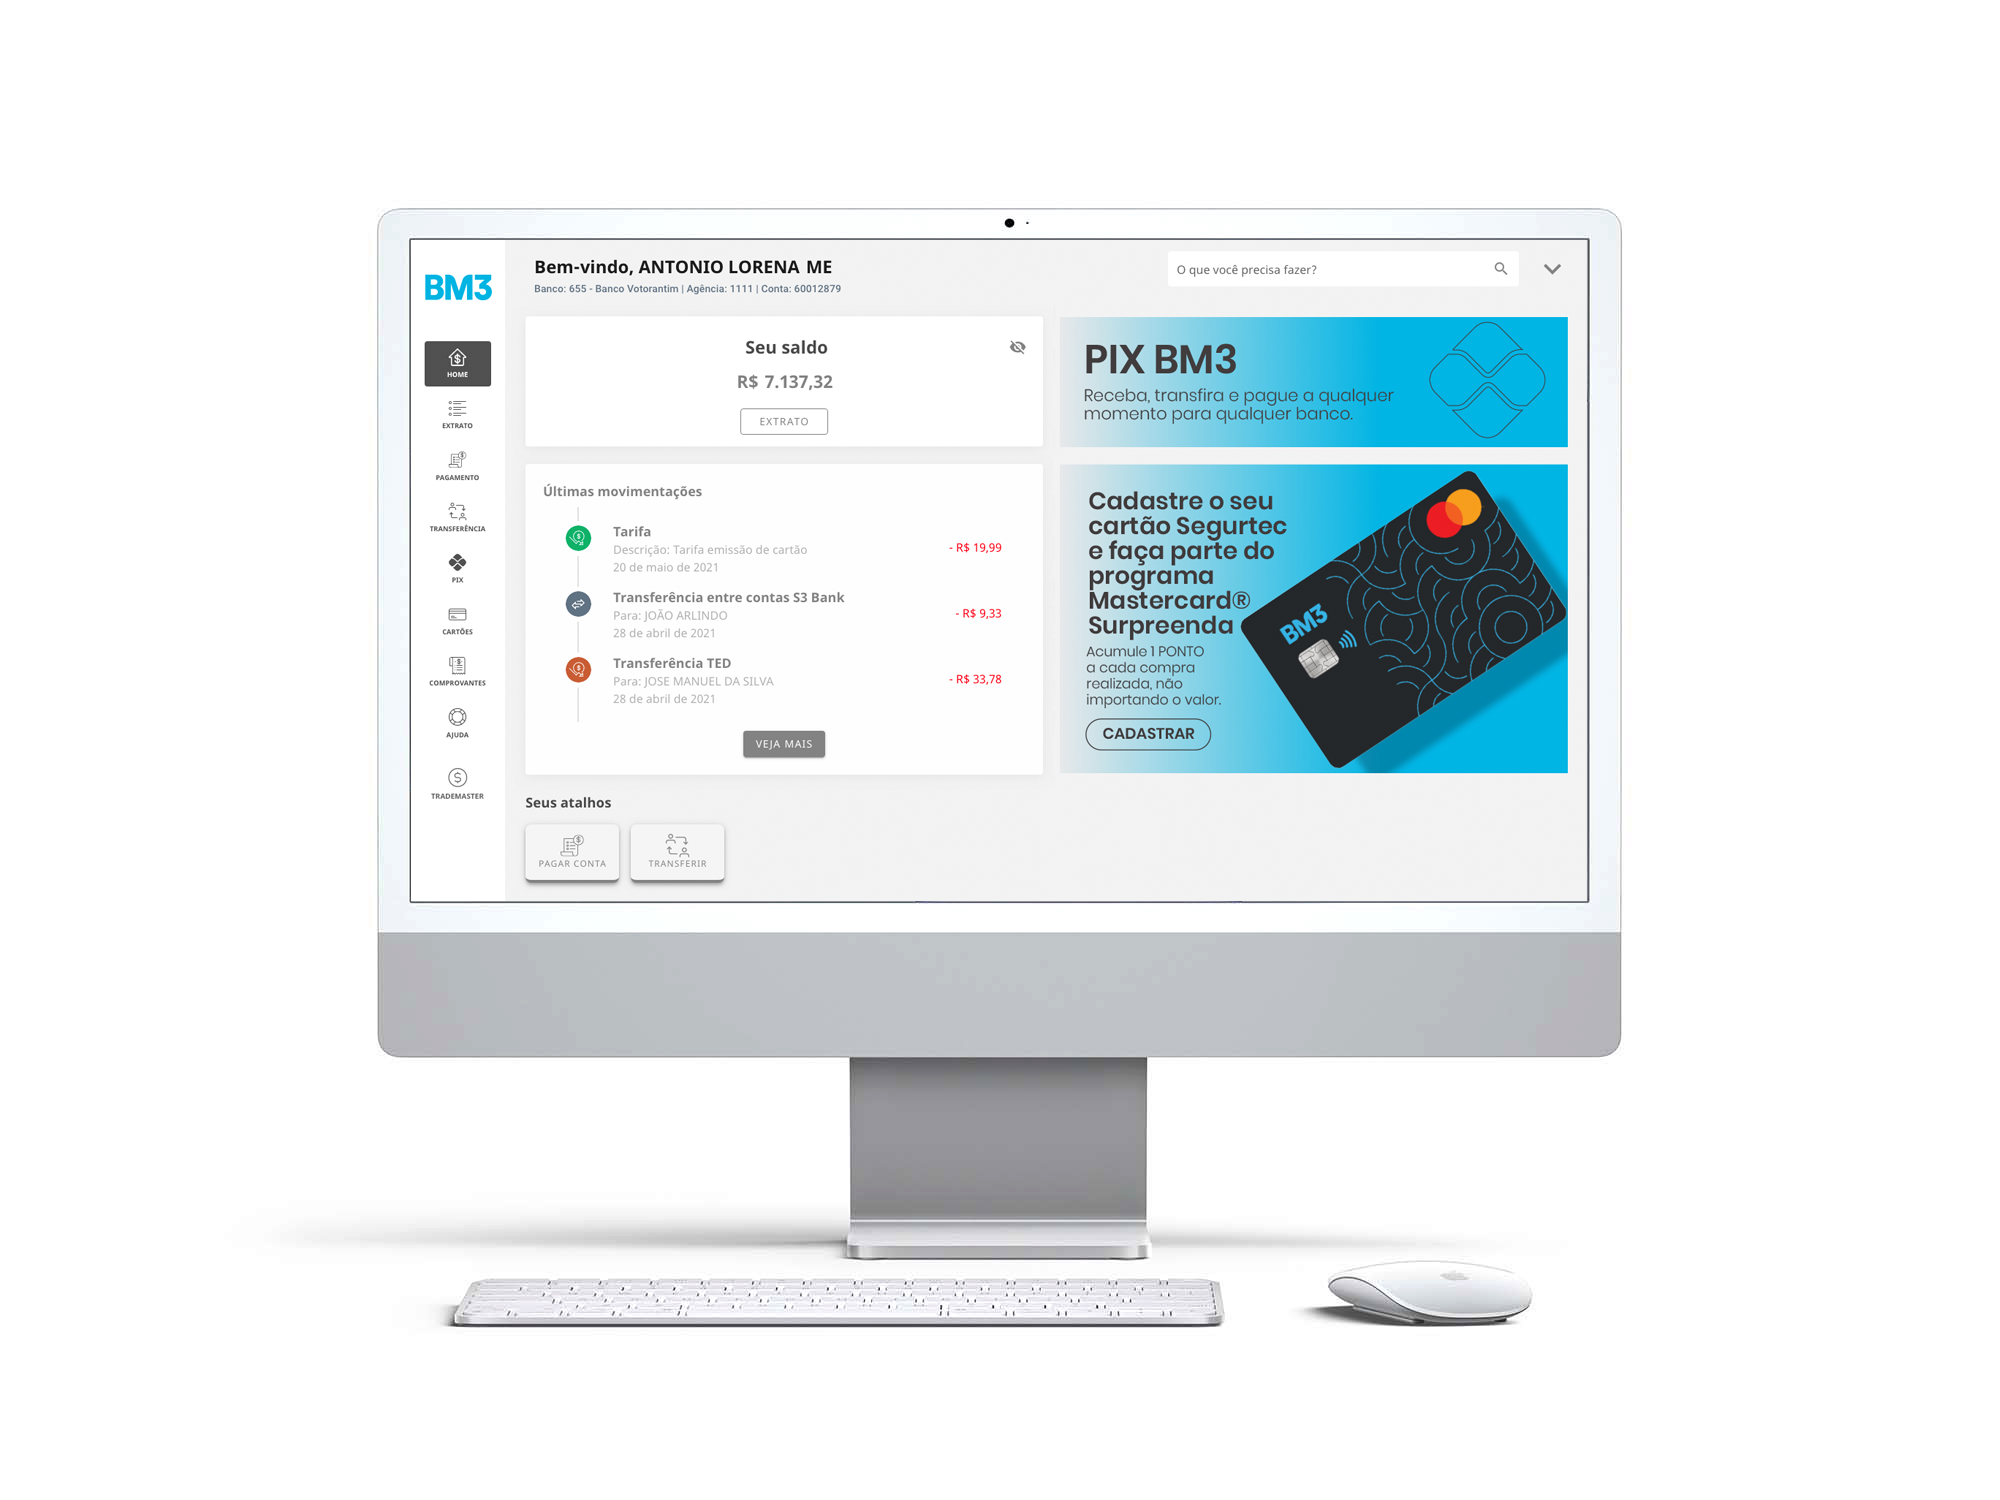 BM3
HOME
EXTRATO
PAGAMENTO
TRANSFERÊNCIA
PIX
CARTÕES
COMPROVANTES
AJUDA
TRADEMASTER
Bem-vindo, ANTONIO LORENA ME
Banco: 655 - Banco Votorantim | Agência: 1111 | Conta: 60012879
O que você precisa fazer?
Seu saldo
R$ 7.137,32
EXTRATO
Últimas movimentações
Tarifa
Descrição: Tarifa emissão de cartão
20 de maio de 2021
- R$ 19,99
Transferência entre contas S3 Bank
Para: JOÃO ARLINDO
28 de abril de 2021
- R$ 9,33
Transferência TED
Para: JOSE MANUEL DA SILVA
28 de abril de 2021
- R$ 33,78
VEJA MAIS
Seus atalhos
PAGAR CONTA
TRANSFERIR
PIX BM3
Receba, transfira e pague a qualquer
momento para qualquer banco.
Cadastre o seu
cartão Segurtec
e faça parte do
programa
Mastercard®
Surpreenda
Acumule 1 PONTO
a cada compra
realizada, não
importando o valor.
CADASTRAR
BM3